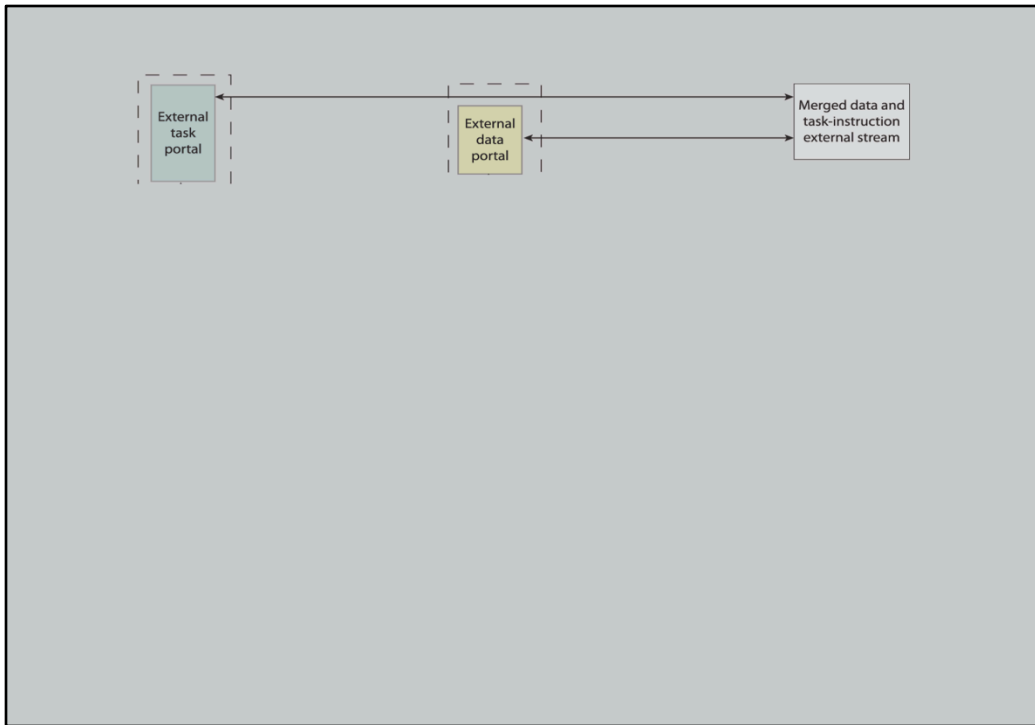 External
task
portal
External
data
portal
Merged data and
task-instruction
external stream